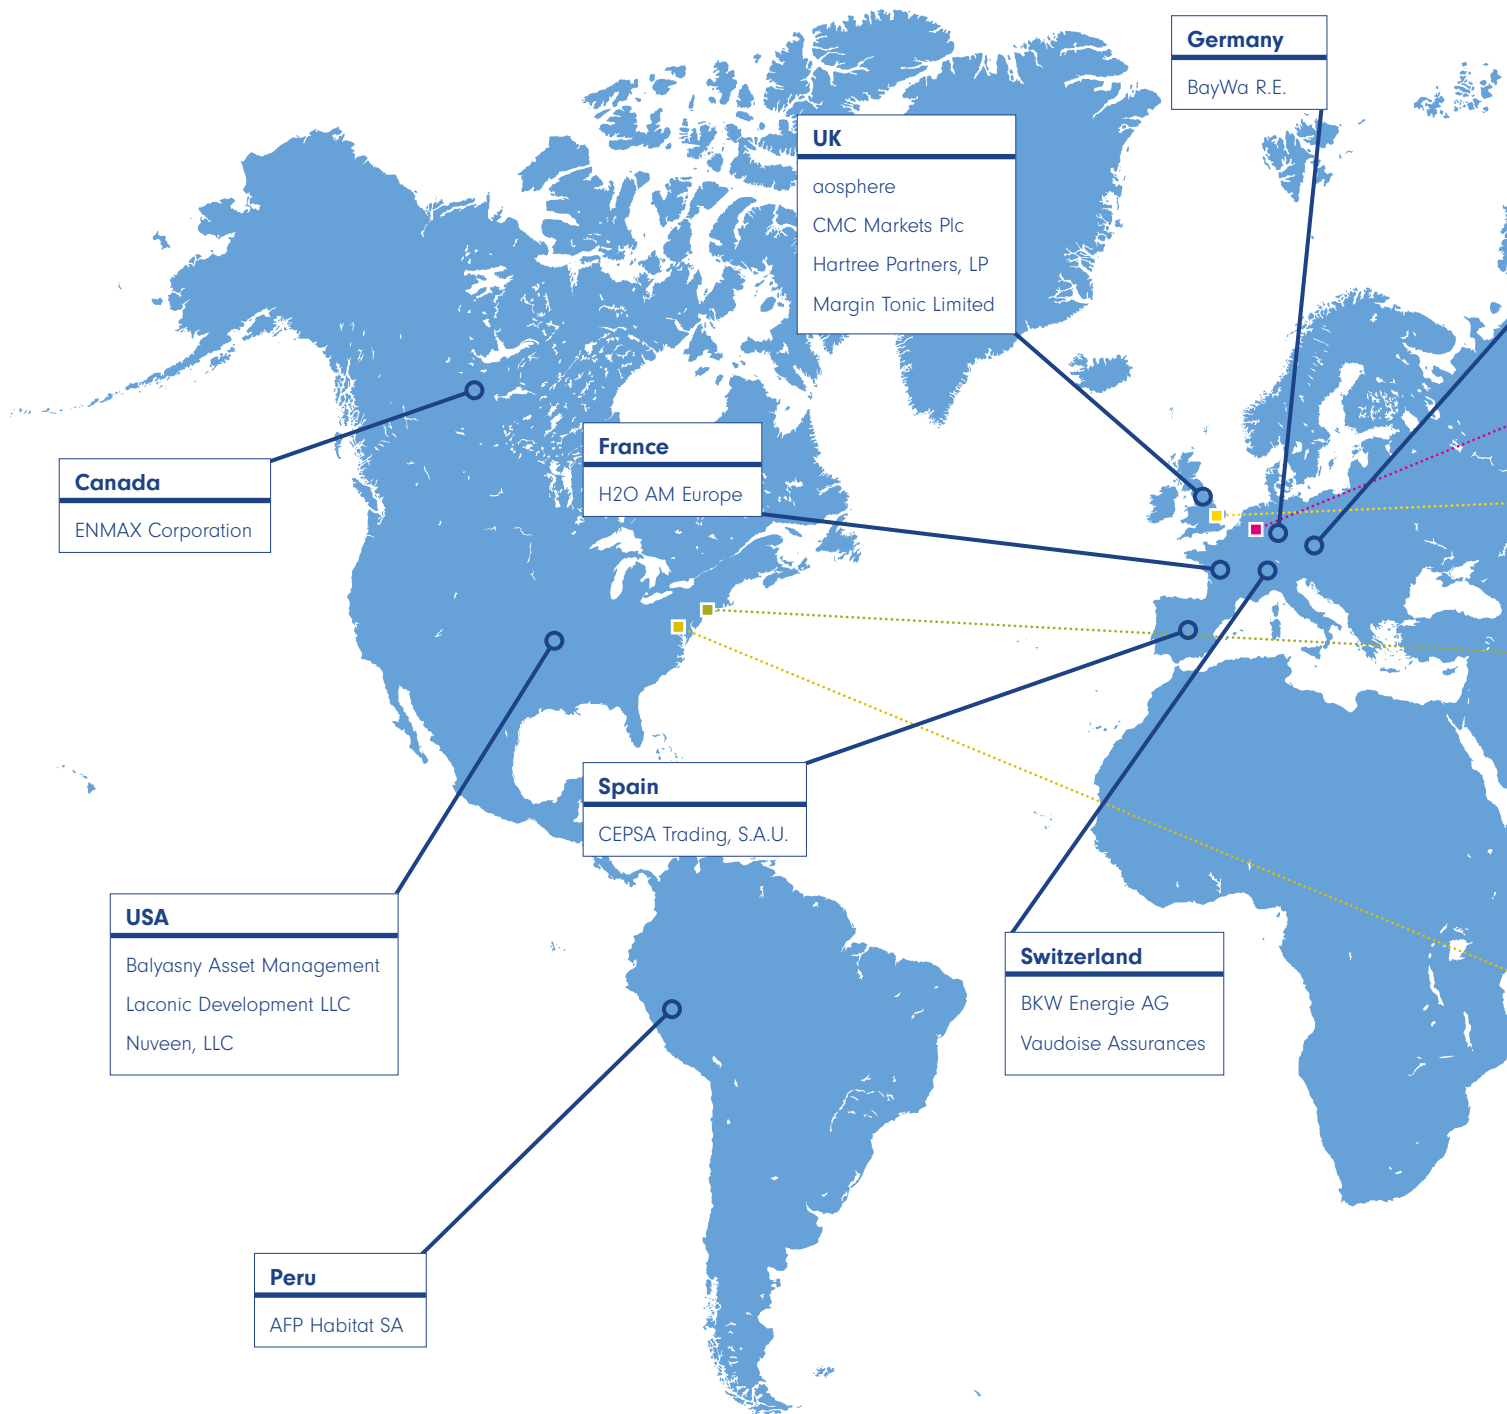 Germany
BayWa R.E.
UK
aosphere
CMC Markets Plc
Hartree Partners, LP
Margin Tonic Limited
France
H2O AM Europe
Canada
ENMAX Corporation
Spain
CEPSA Trading, S.A.U.
USA
Balyasny Asset Management
Laconic Development LLC
Nuveen, LLC
Switzerland
BKW Energie AG
Vaudoise Assurances
Peru
AFP Habitat SA